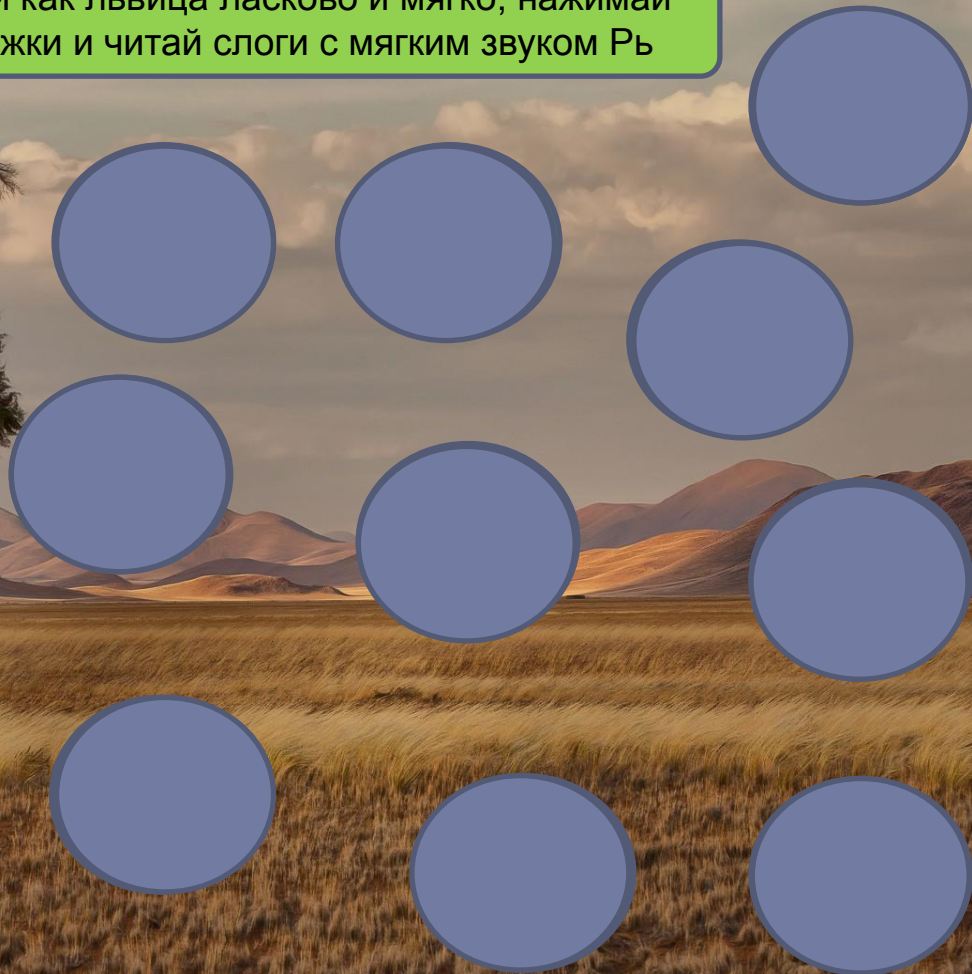 как львица ласково и мягко, нажимай
и читай слоги с мягким звуком Рь